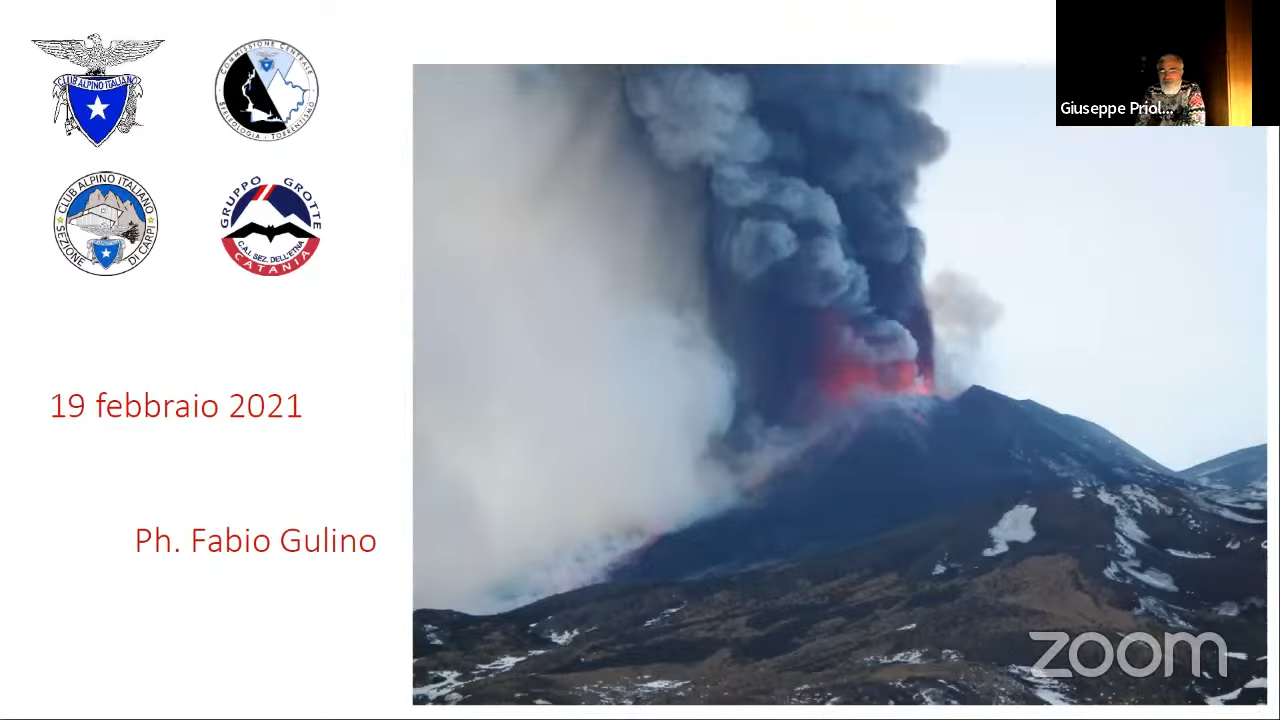 CLUB ALPINO ITALIANO
COMMISSIONE CENTRALE
SPELEOLOGIA · TORRENTISMO
CLUB ALPINO ITALIANO
SEZIONE DI CARPI
GRUPPO GROTTE
C.A.I. SEZ. DELL'ETNA
CATANIA
19 febbraio 2021
Ph. Fabio Gulino
Giuseppe Priol...
zoom